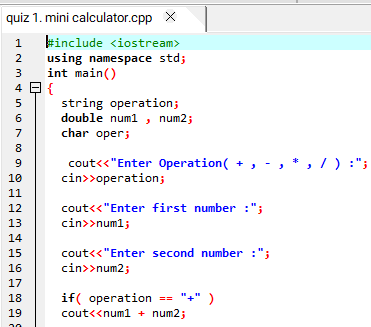 quiz 1. mini calculator.cpp
1 #include <iostream>
2 using namespace std;
3 int main()
4 {
5 string operation;
6 double num1 , num2;
7 char oper;
8
9 cout<<"Enter Operation( + , - , * , / ) :";
10 cin>>operation;
11
12 cout<<"Enter first number :";
13 cin>>num1;
14
15 cout<<"Enter second number :";
16 cin>>num2;
17
18 if( operation == "+" )
19 cout<<num1 + num2;